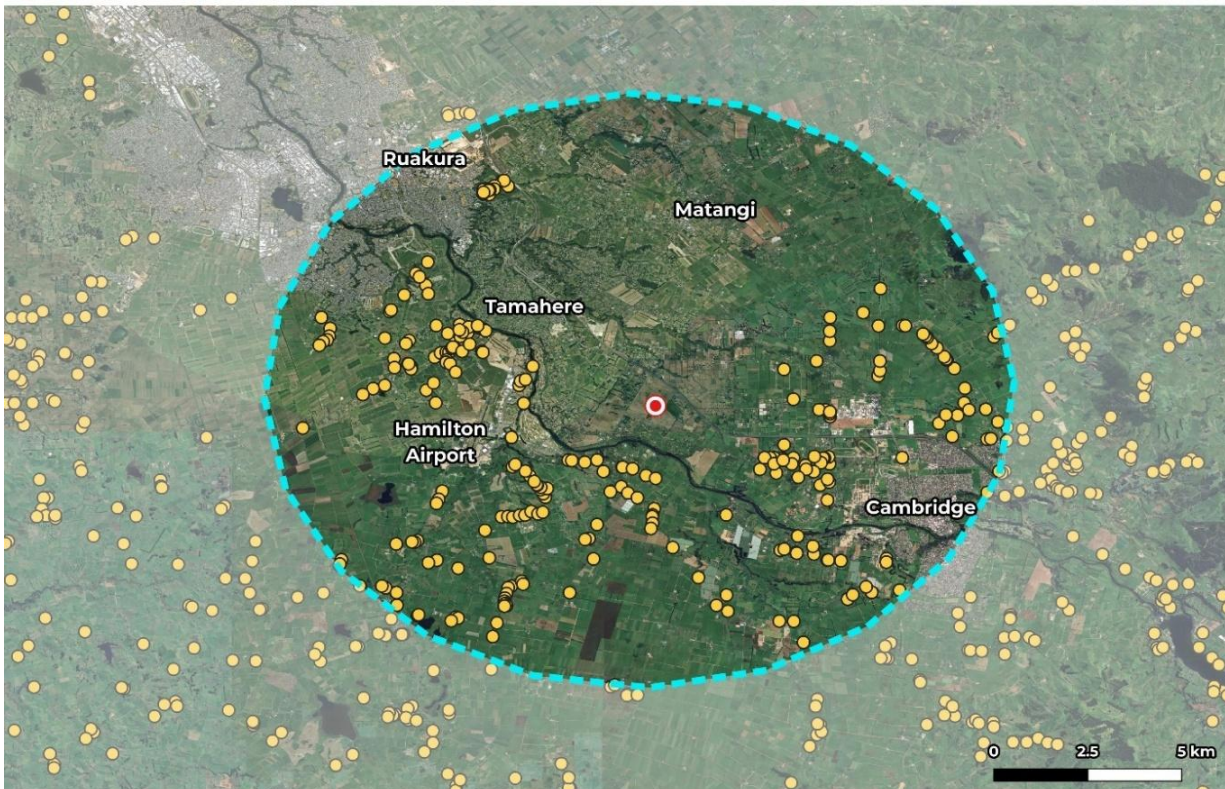 Ruakura
Matangi
Tamahere
Hamilton
Airport
Cambridge
0 2.5 5 km